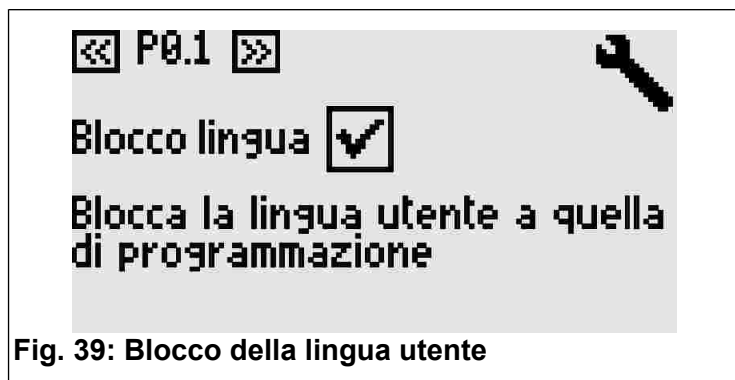 << P0.1 >>
Blocco lingua
Blocca la lingua utente a quella
di programmazione
Fig. 39: Blocco della lingua utente